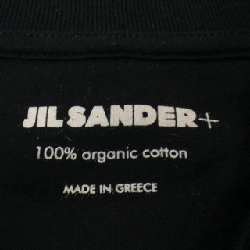 JIL SANDER+
100% organic cotton
MADE IN GREECE